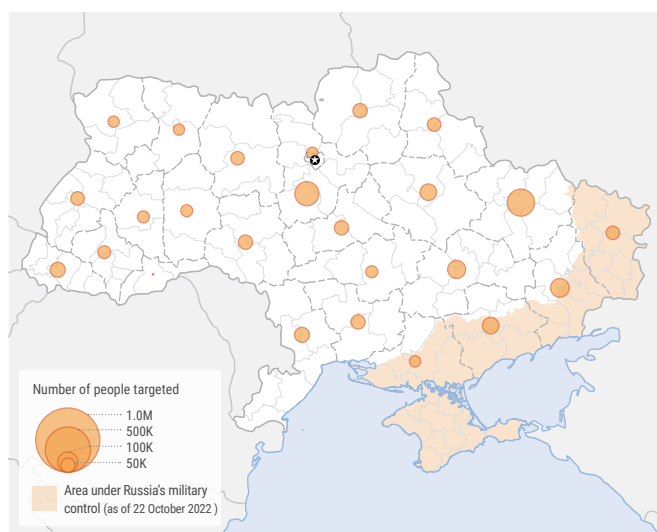 Number of people targeted
1.0M
500K
100K
50K
Area under Russia's military
control (as of 22 October 2022 )